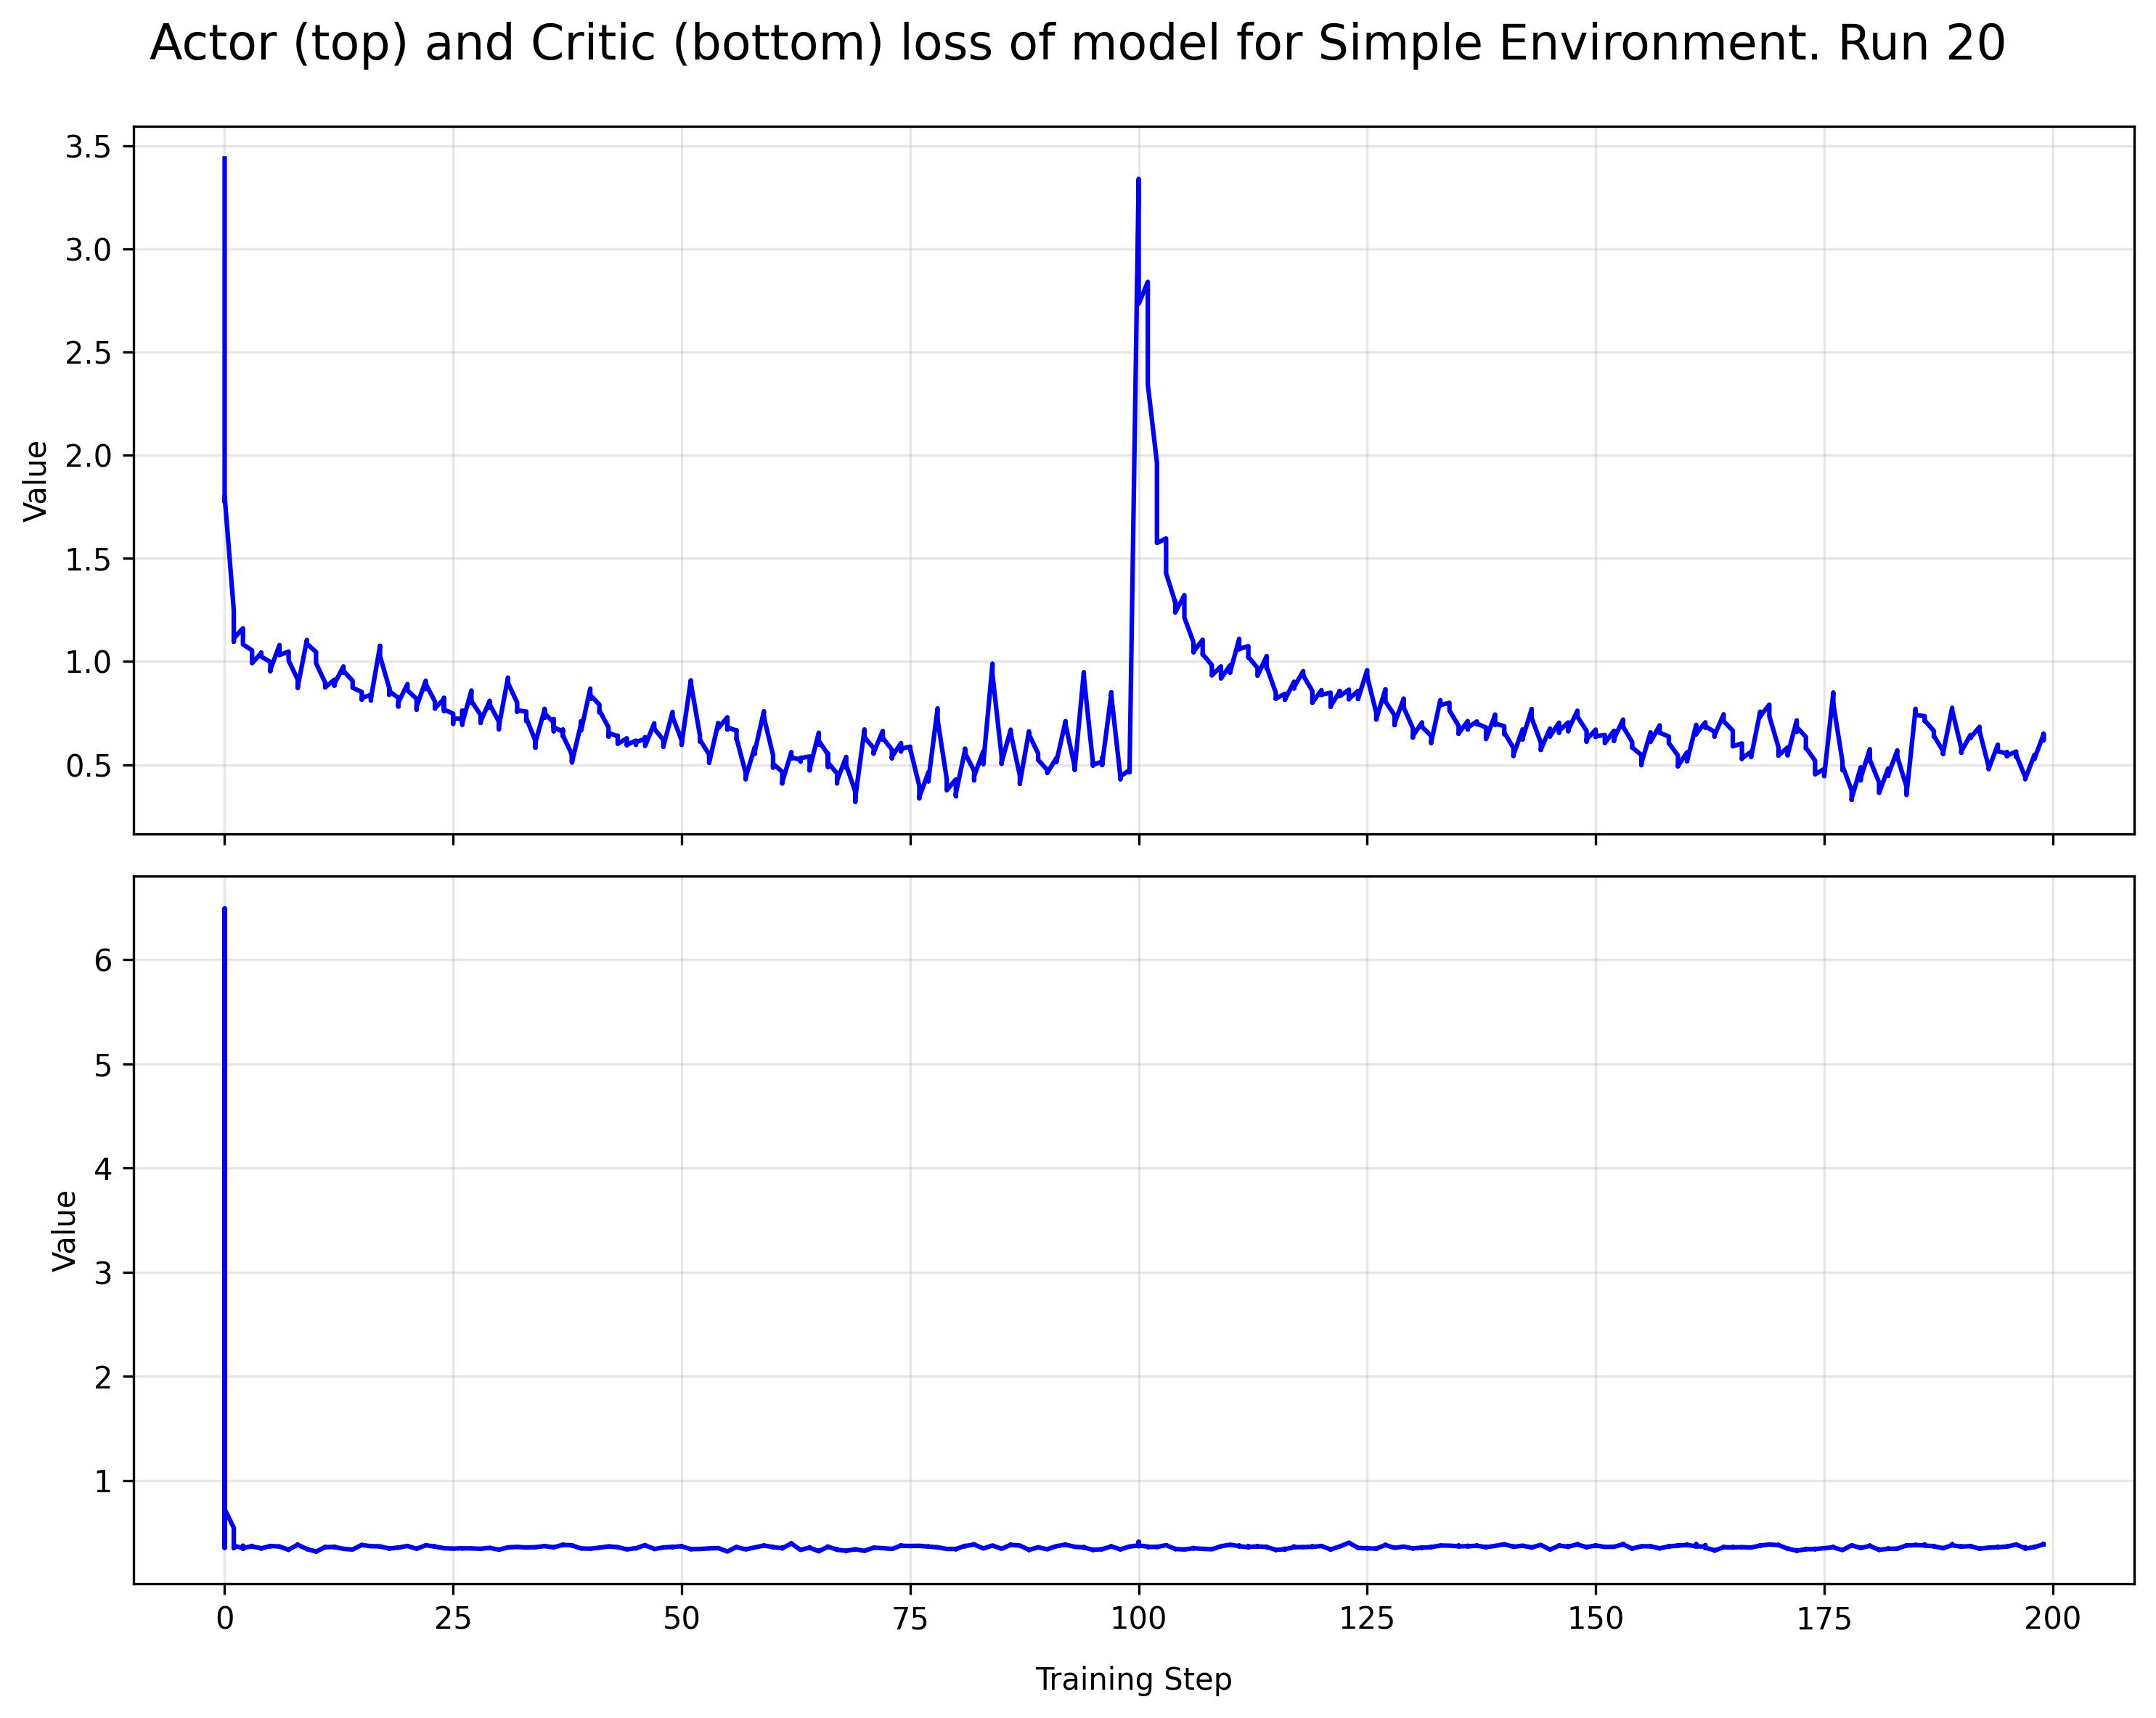 Actor (top) and Critic (bottom) loss of model for Simple Environment. Run 20
3.5
3.0
2.5
2.0
1.5
1.0
0.5
Value
6
5
4
3
2
1
Value
0 25 50 75 100 125 150 175 200
Training Step